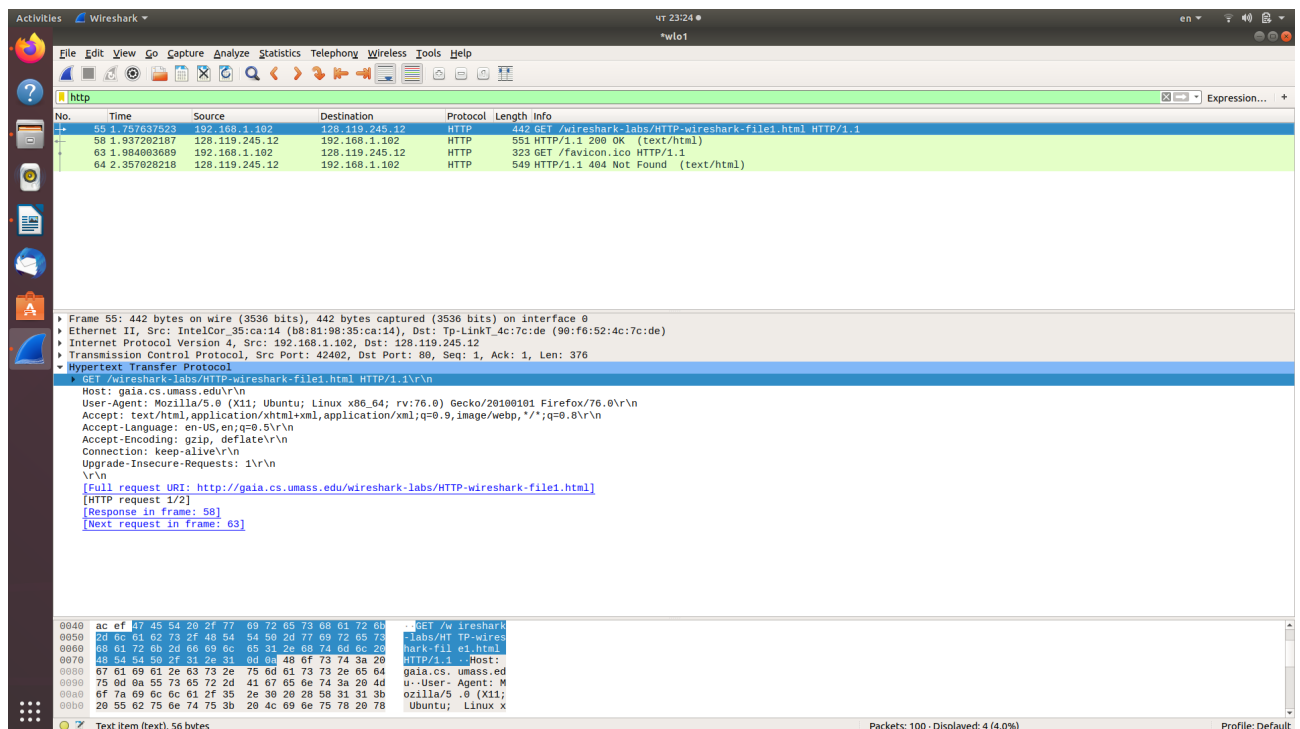 Activities Wireshark чт 23:24 en
*wlo1
File Edit View Go Capture Analyze Statistics Telephony Wireless Tools Help
http Expression... +
No. Time Source Destination Protocol Length Info
55 1.757637523 192.168.1.102 128.119.245.12 HTTP 442 GET /wireshark-labs/HTTP-wireshark-file1.html HTTP/1.1
58 1.937202187 128.119.245.12 192.168.1.102 HTTP 551 HTTP/1.1 200 OK (text/html)
63 1.984003689 192.168.1.102 128.119.245.12 HTTP 323 GET /favicon.ico HTTP/1.1
64 2.357028218 128.119.245.12 192.168.1.102 HTTP 549 HTTP/1.1 404 Not Found (text/html)
Frame 55: 442 bytes on wire (3536 bits), 442 bytes captured (3536 bits) on interface 0
Ethernet II, Src: IntelCor_35:ca:14 (b8:81:98:35:ca:14), Dst: Tp-LinkT_4c:7c:de (90:f6:52:4c:7c:de)
Internet Protocol Version 4, Src: 192.168.1.102, Dst: 128.119.245.12
Transmission Control Protocol, Src Port: 42402, Dst Port: 80, Seq: 1, Ack: 1, Len: 376
Hypertext Transfer Protocol
GET /wireshark-labs/HTTP-wireshark-file1.html HTTP/1.1\r\n
Host: gaia.cs.umass.edu\r\n
User-Agent: Mozilla/5.0 (X11; Ubuntu; Linux x86_64; rv:76.0) Gecko/20100101 Firefox/76.0\r\n
Accept: text/html,application/xhtml+xml,application/xml;q=0.9,image/webp,*/*;q=0.8\r\n
Accept-Language: en-US,en;q=0.5\r\n
Accept-Encoding: gzip, deflate\r\n
Connection: keep-alive\r\n
Upgrade-Insecure-Requests: 1\r\n
\r\n
[Full request URI: http://gaia.cs.umass.edu/wireshark-labs/HTTP-wireshark-file1.html]
[HTTP request 1/2]
[Response in frame: 58]
[Next request in frame: 63]
0040 ac ef 47 45 54 20 2f 77 69 72 65 73 68 61 72 6b ··GET /w ireshark
0050 2d 6c 61 62 73 2f 48 54 54 50 2d 77 69 72 65 73 -labs/HT TP-wires
0060 68 61 72 6b 2d 66 69 6c 65 31 2e 68 74 6d 6c 20 hark-fil e1.html
0070 48 54 54 50 2f 31 2e 31 0d 0a 48 6f 73 74 3a 20 HTTP/1.1 ··Host:
0080 67 61 69 61 2e 63 73 2e 75 6d 61 73 73 2e 65 64 gaia.cs. umass.ed
0090 75 0d 0a 55 73 65 72 2d 41 67 65 6e 74 3a 20 4d u··User- Agent: M
00a0 6f 7a 69 6c 6c 61 2f 35 2e 30 20 28 58 31 31 3b ozilla/5 .0 (X11;
00b0 20 55 62 75 6e 74 75 3b 20 4c 69 6e 75 78 20 78 Ubuntu; Linux x
Text item (text), 56 bytes Packets: 100 · Displayed: 4 (4.0%) Profile: Default